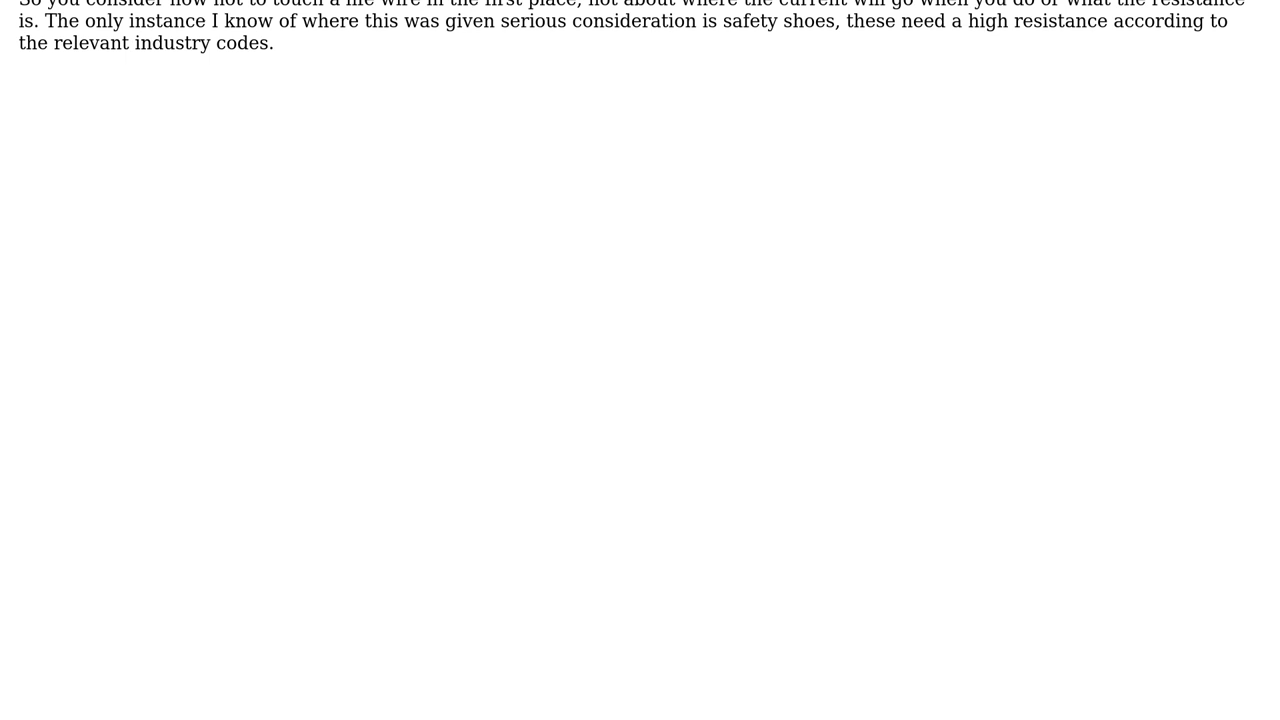 So you consider how not to touch a life wire in the first place, not about where the current will go when you do or what the resistance
is. The only instance I know of where this was given serious consideration is safety shoes, these need a high resistance according to
the relevant industry codes.